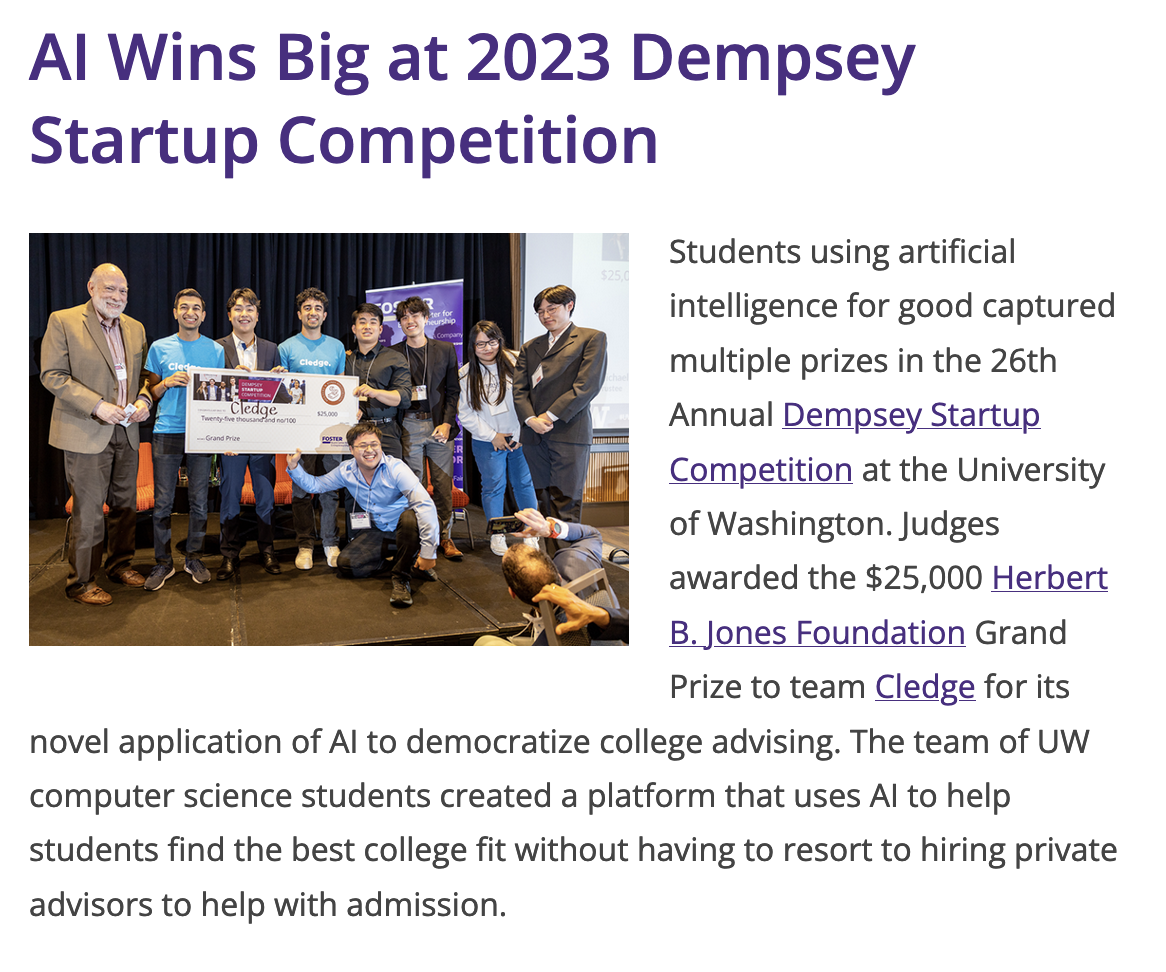 AI Wins Big at 2023 Dempsey
Startup Competition
Students using artificial
intelligence for good captured
multiple prizes in the 26th
Annual Dempsey Startup
Competition at the University
of Washington. Judges
awarded the $25,000 Herbert
B. Jones Foundation Grand
Prize to team Cledge for its
novel application of AI to democratize college advising. The team of UW
computer science students created a platform that uses AI to help
students find the best college fit without having to resort to hiring private
advisors to help with admission.
Cledge.
DEMPSEY
STARTUP
COMPETITION
Cledge
$25,000
Twenty-five thousand and no/100
Grand Prize
FOSTER
FOSTER
Company